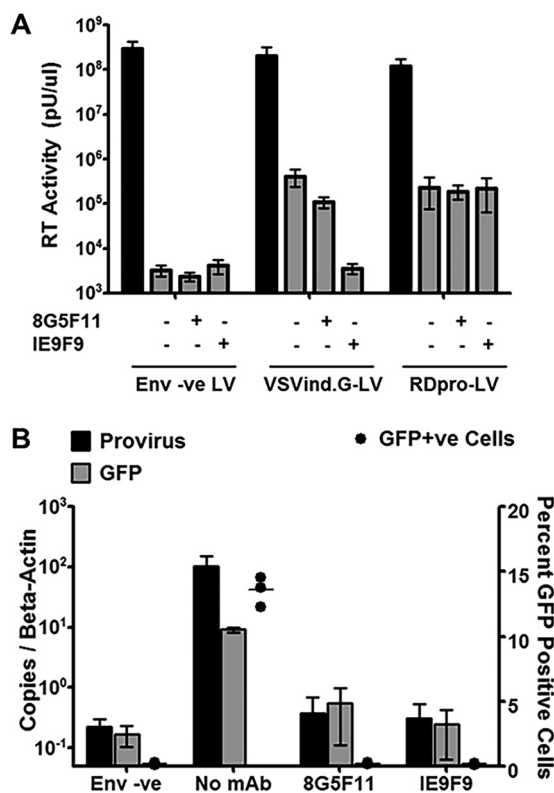 A
RT Activity (pU/ul)
10^9
10^8
10^7
10^6
10^5
10^4
10^3
8G5F11 - + - - + - - + -
IE9F9 - - + - - + - - +
Env -ve LV VSVind.G-LV RDpro-LV
B
Provirus
GFP
GFP+ve Cells
Copies / Beta-Actin
10^3
10^2
10^1
10^0
10^-1
Percent GFP Positive Cells
20
15
10
5
0
Env -ve No mAb 8G5F11 IE9F9